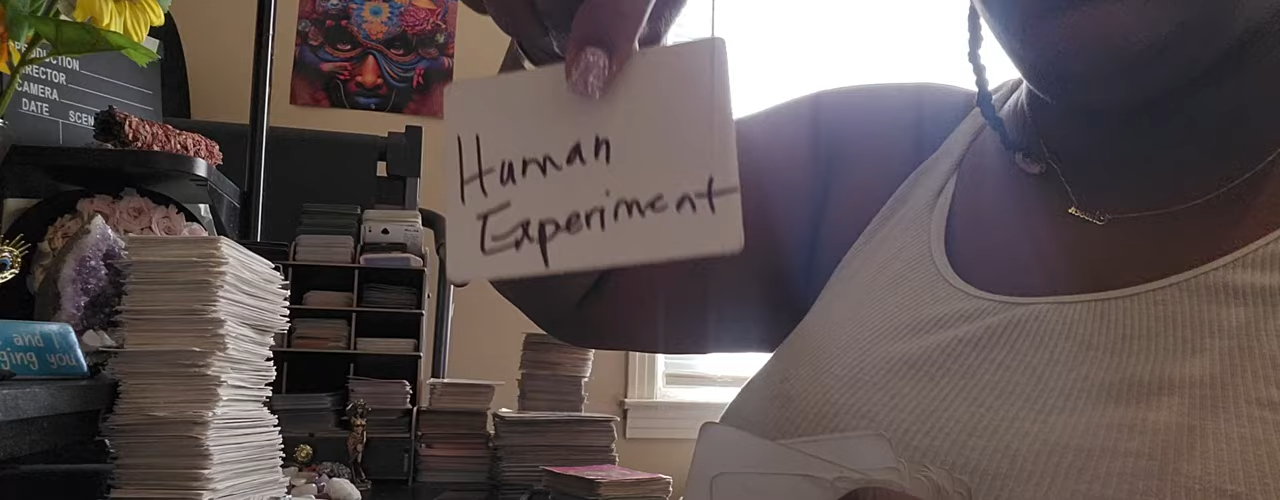 PRODUCTION
DIRECTOR
CAMERA
DATE SCEN
Human
Experiment
and I
ging you